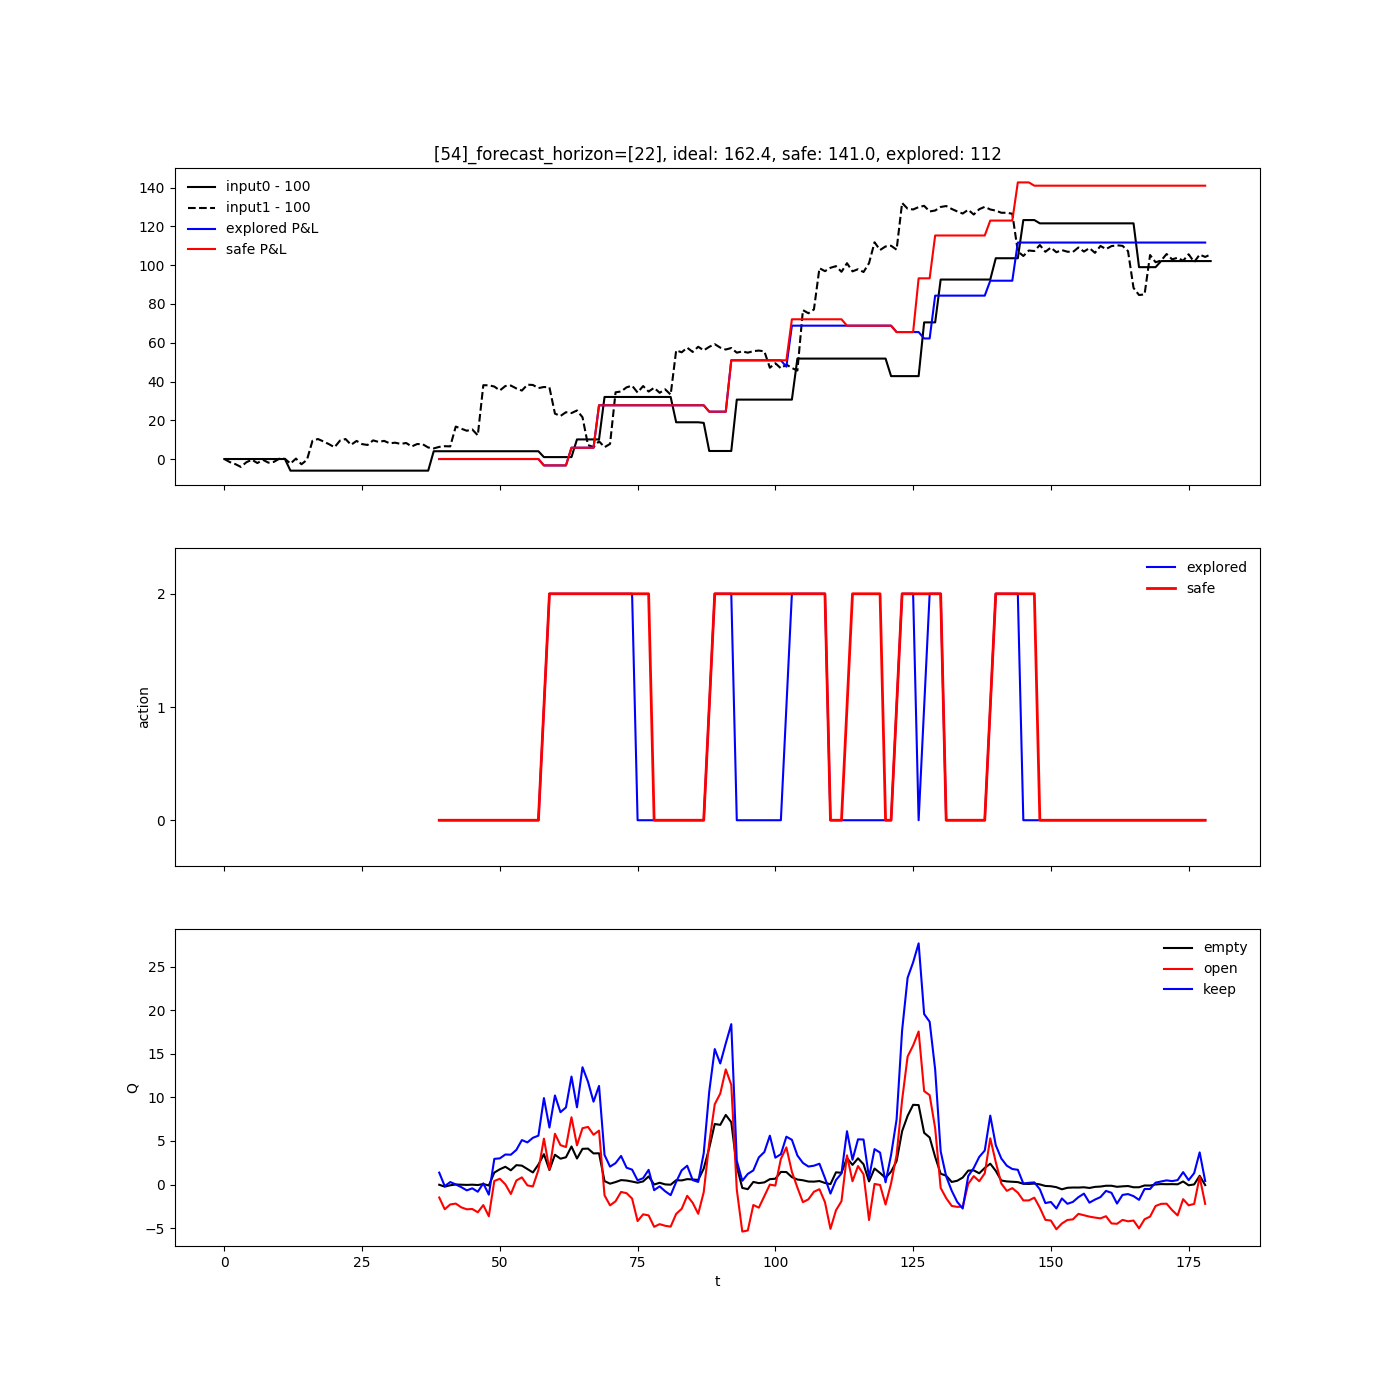 [54]_forecast_horizon=[22], ideal: 162.4, safe: 141.0, explored: 112
input0 - 100
input1 - 100
explored P&L
safe P&L
140
120
100
80
60
40
20
0
explored
safe
2
1
0
action
empty
open
keep
25
20
15
10
5
0
−5
Q
0 25 50 75 100 125 150 175
t